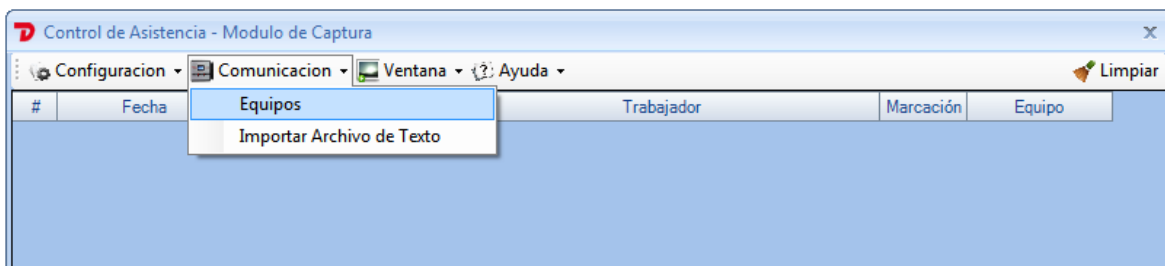 Control de Asistencia - Modulo de Captura x
Configuracion Comunicacion Ventana Ayuda Limpiar
# Fecha Trabajador Marcación Equipo
Equipos
Importar Archivo de Texto